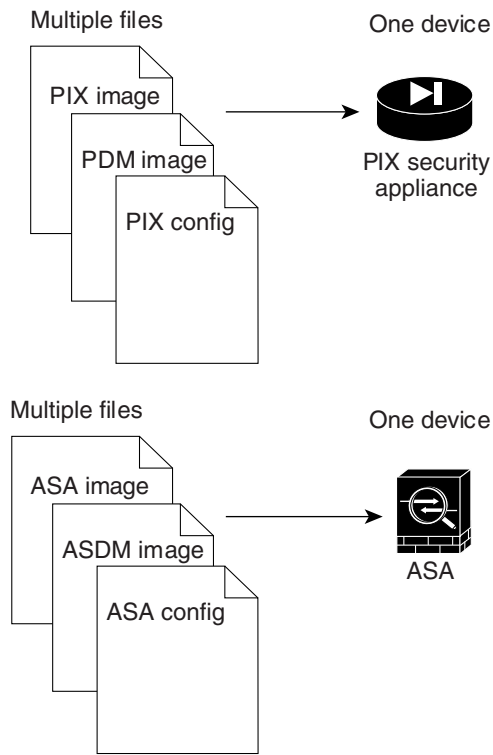 Multiple files
One device
PIX image
PDM image
PIX config
PIX security
appliance
Multiple files
One device
ASA image
ASDM image
ASA config
ASA